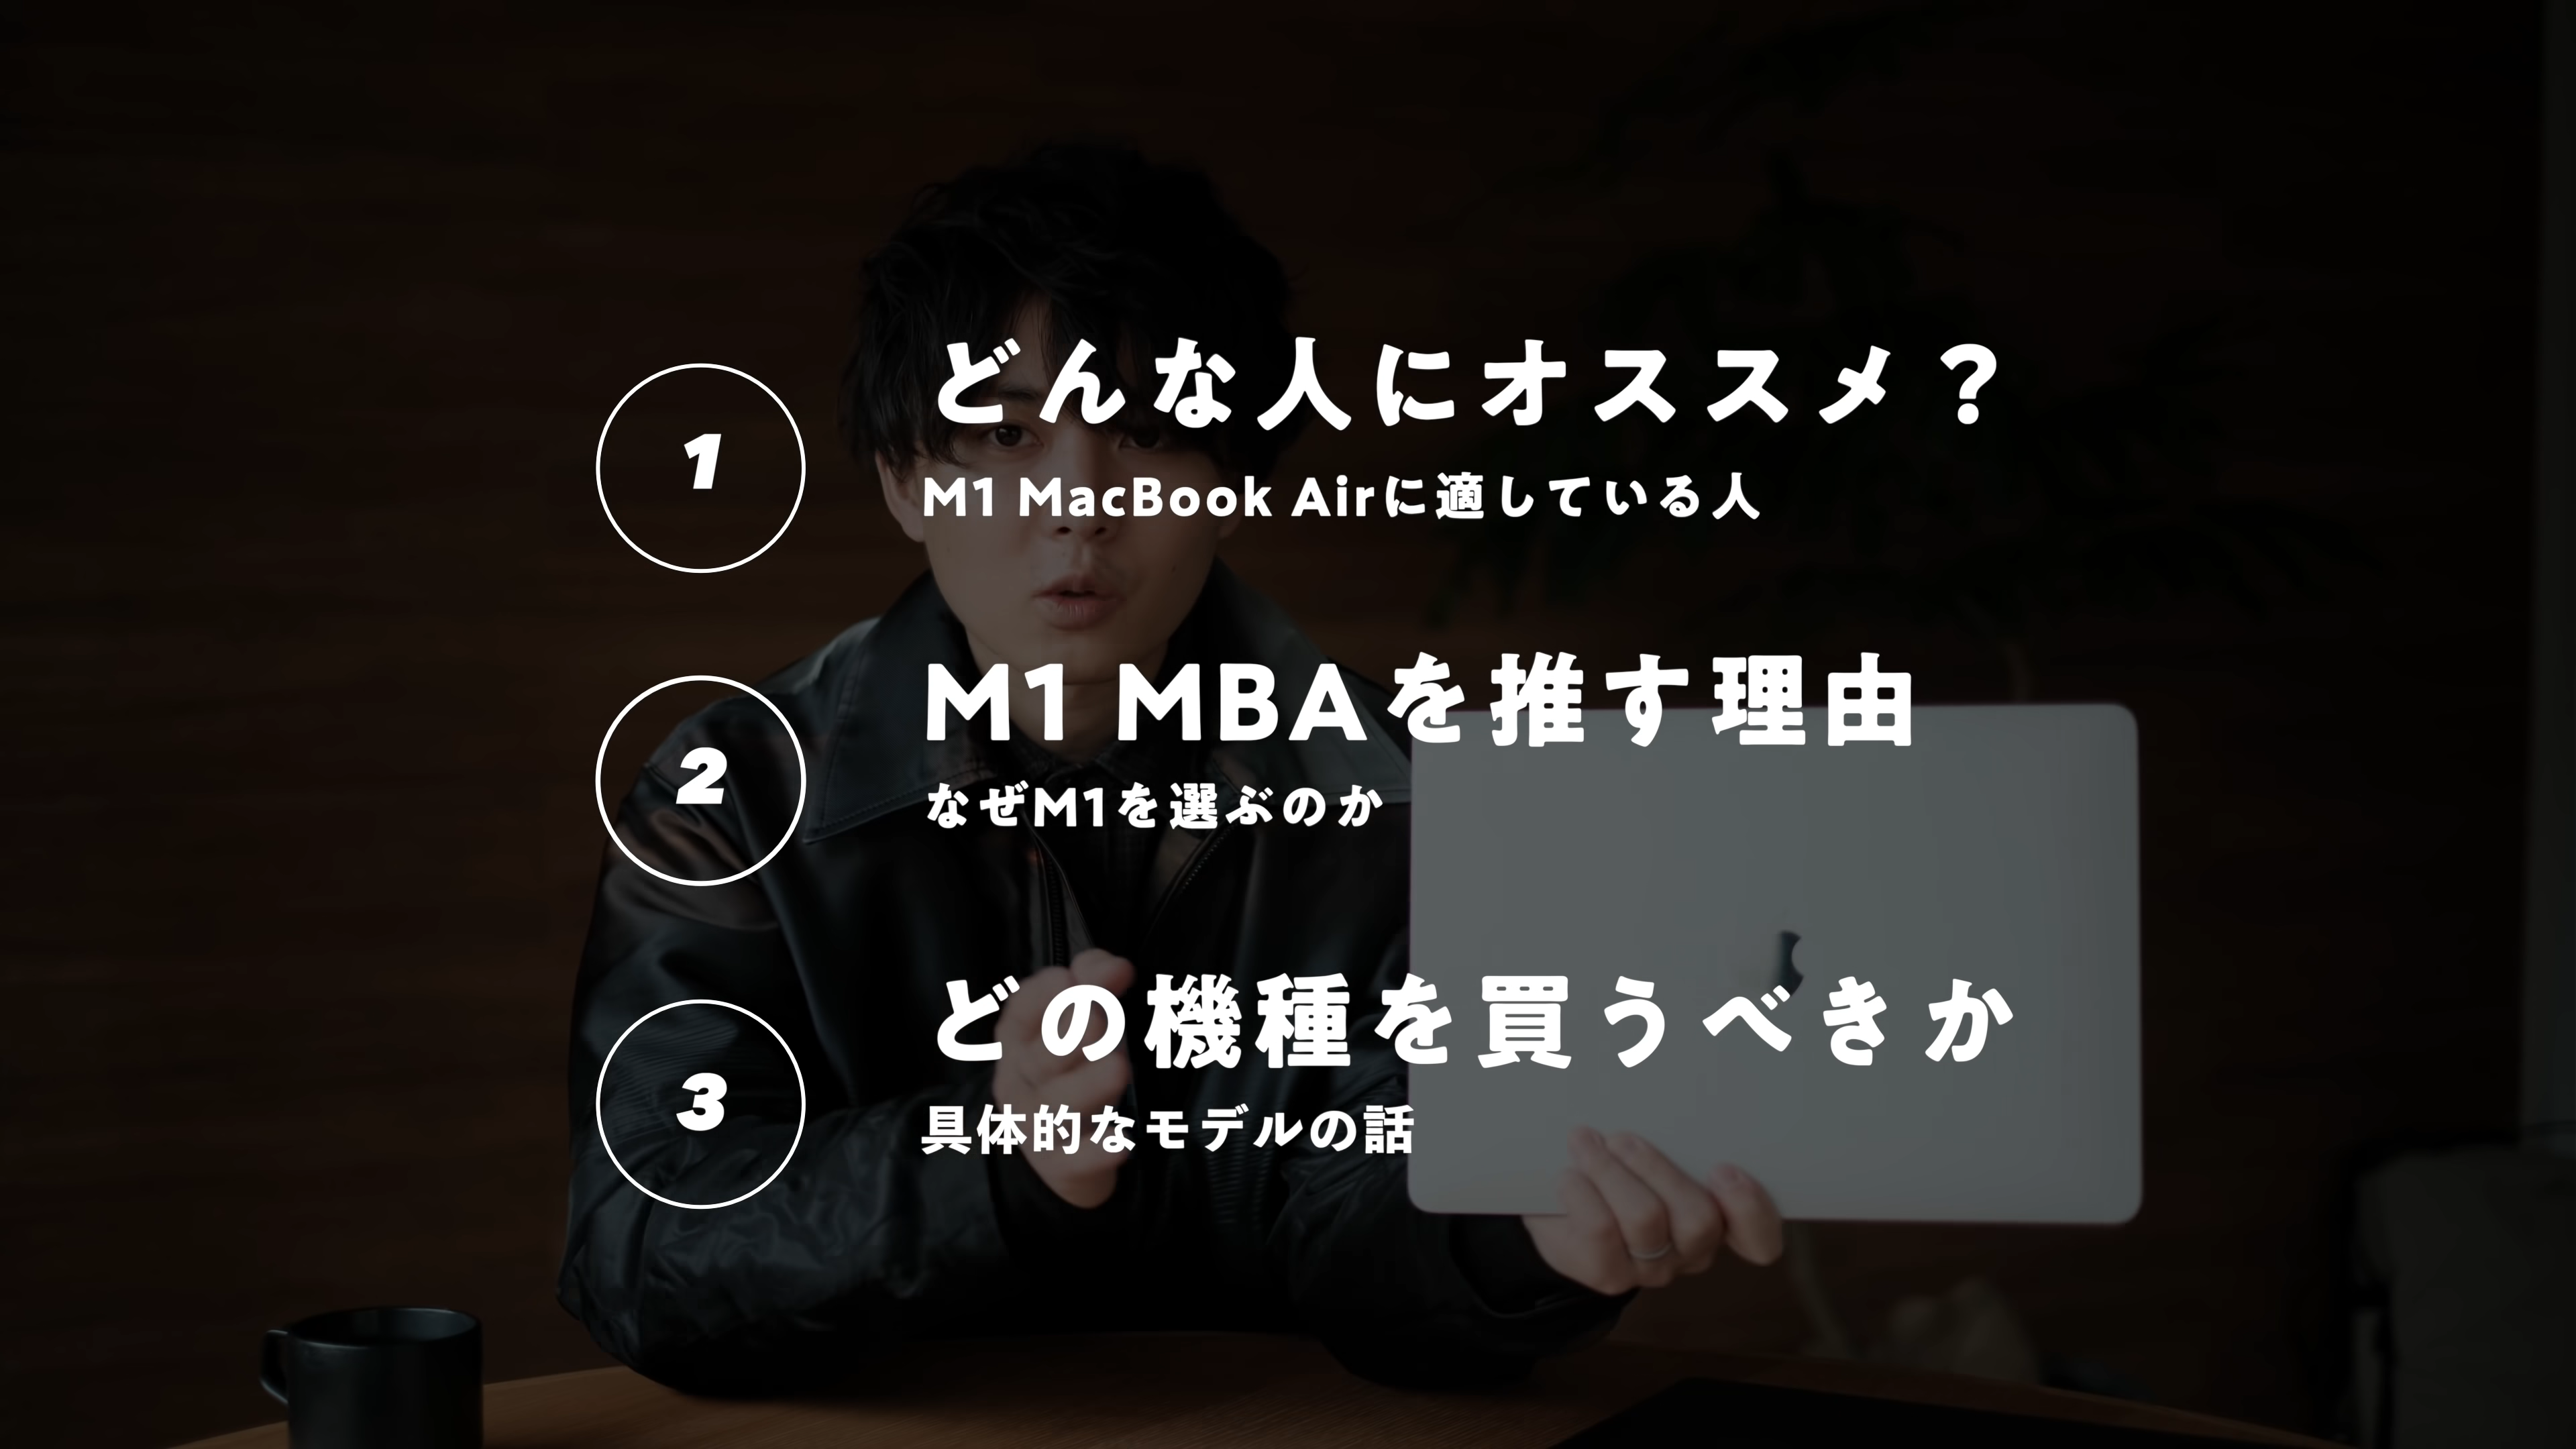 1
どんな人にオススメ？
M1 MacBook Airに適している人
2
M1 MBAを推す理由
なぜM1を選ぶのか
3
どの機種を買うべきか
具体的なモデルの話